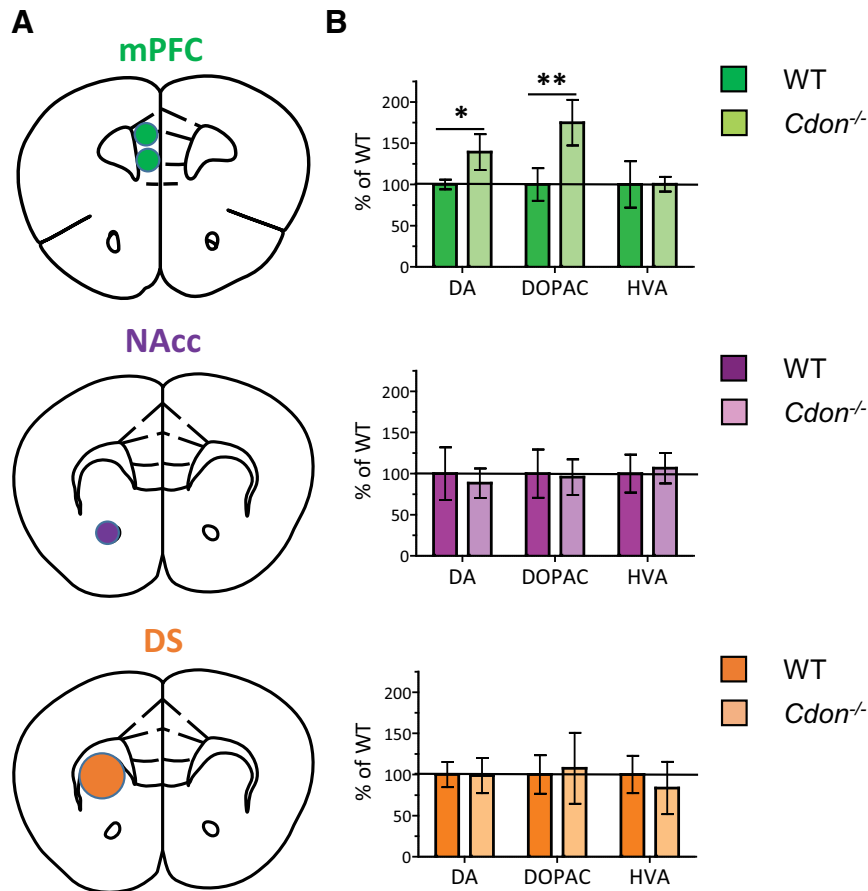 A
B
mPFC
% of WT
200
150
100
50
0
*
**
DA DOPAC HVA
WT
Cdon-/-
NAcc
% of WT
200
150
100
50
0
DA DOPAC HVA
WT
Cdon-/-
DS
% of WT
200
150
100
50
0
DA DOPAC HVA
WT
Cdon-/-